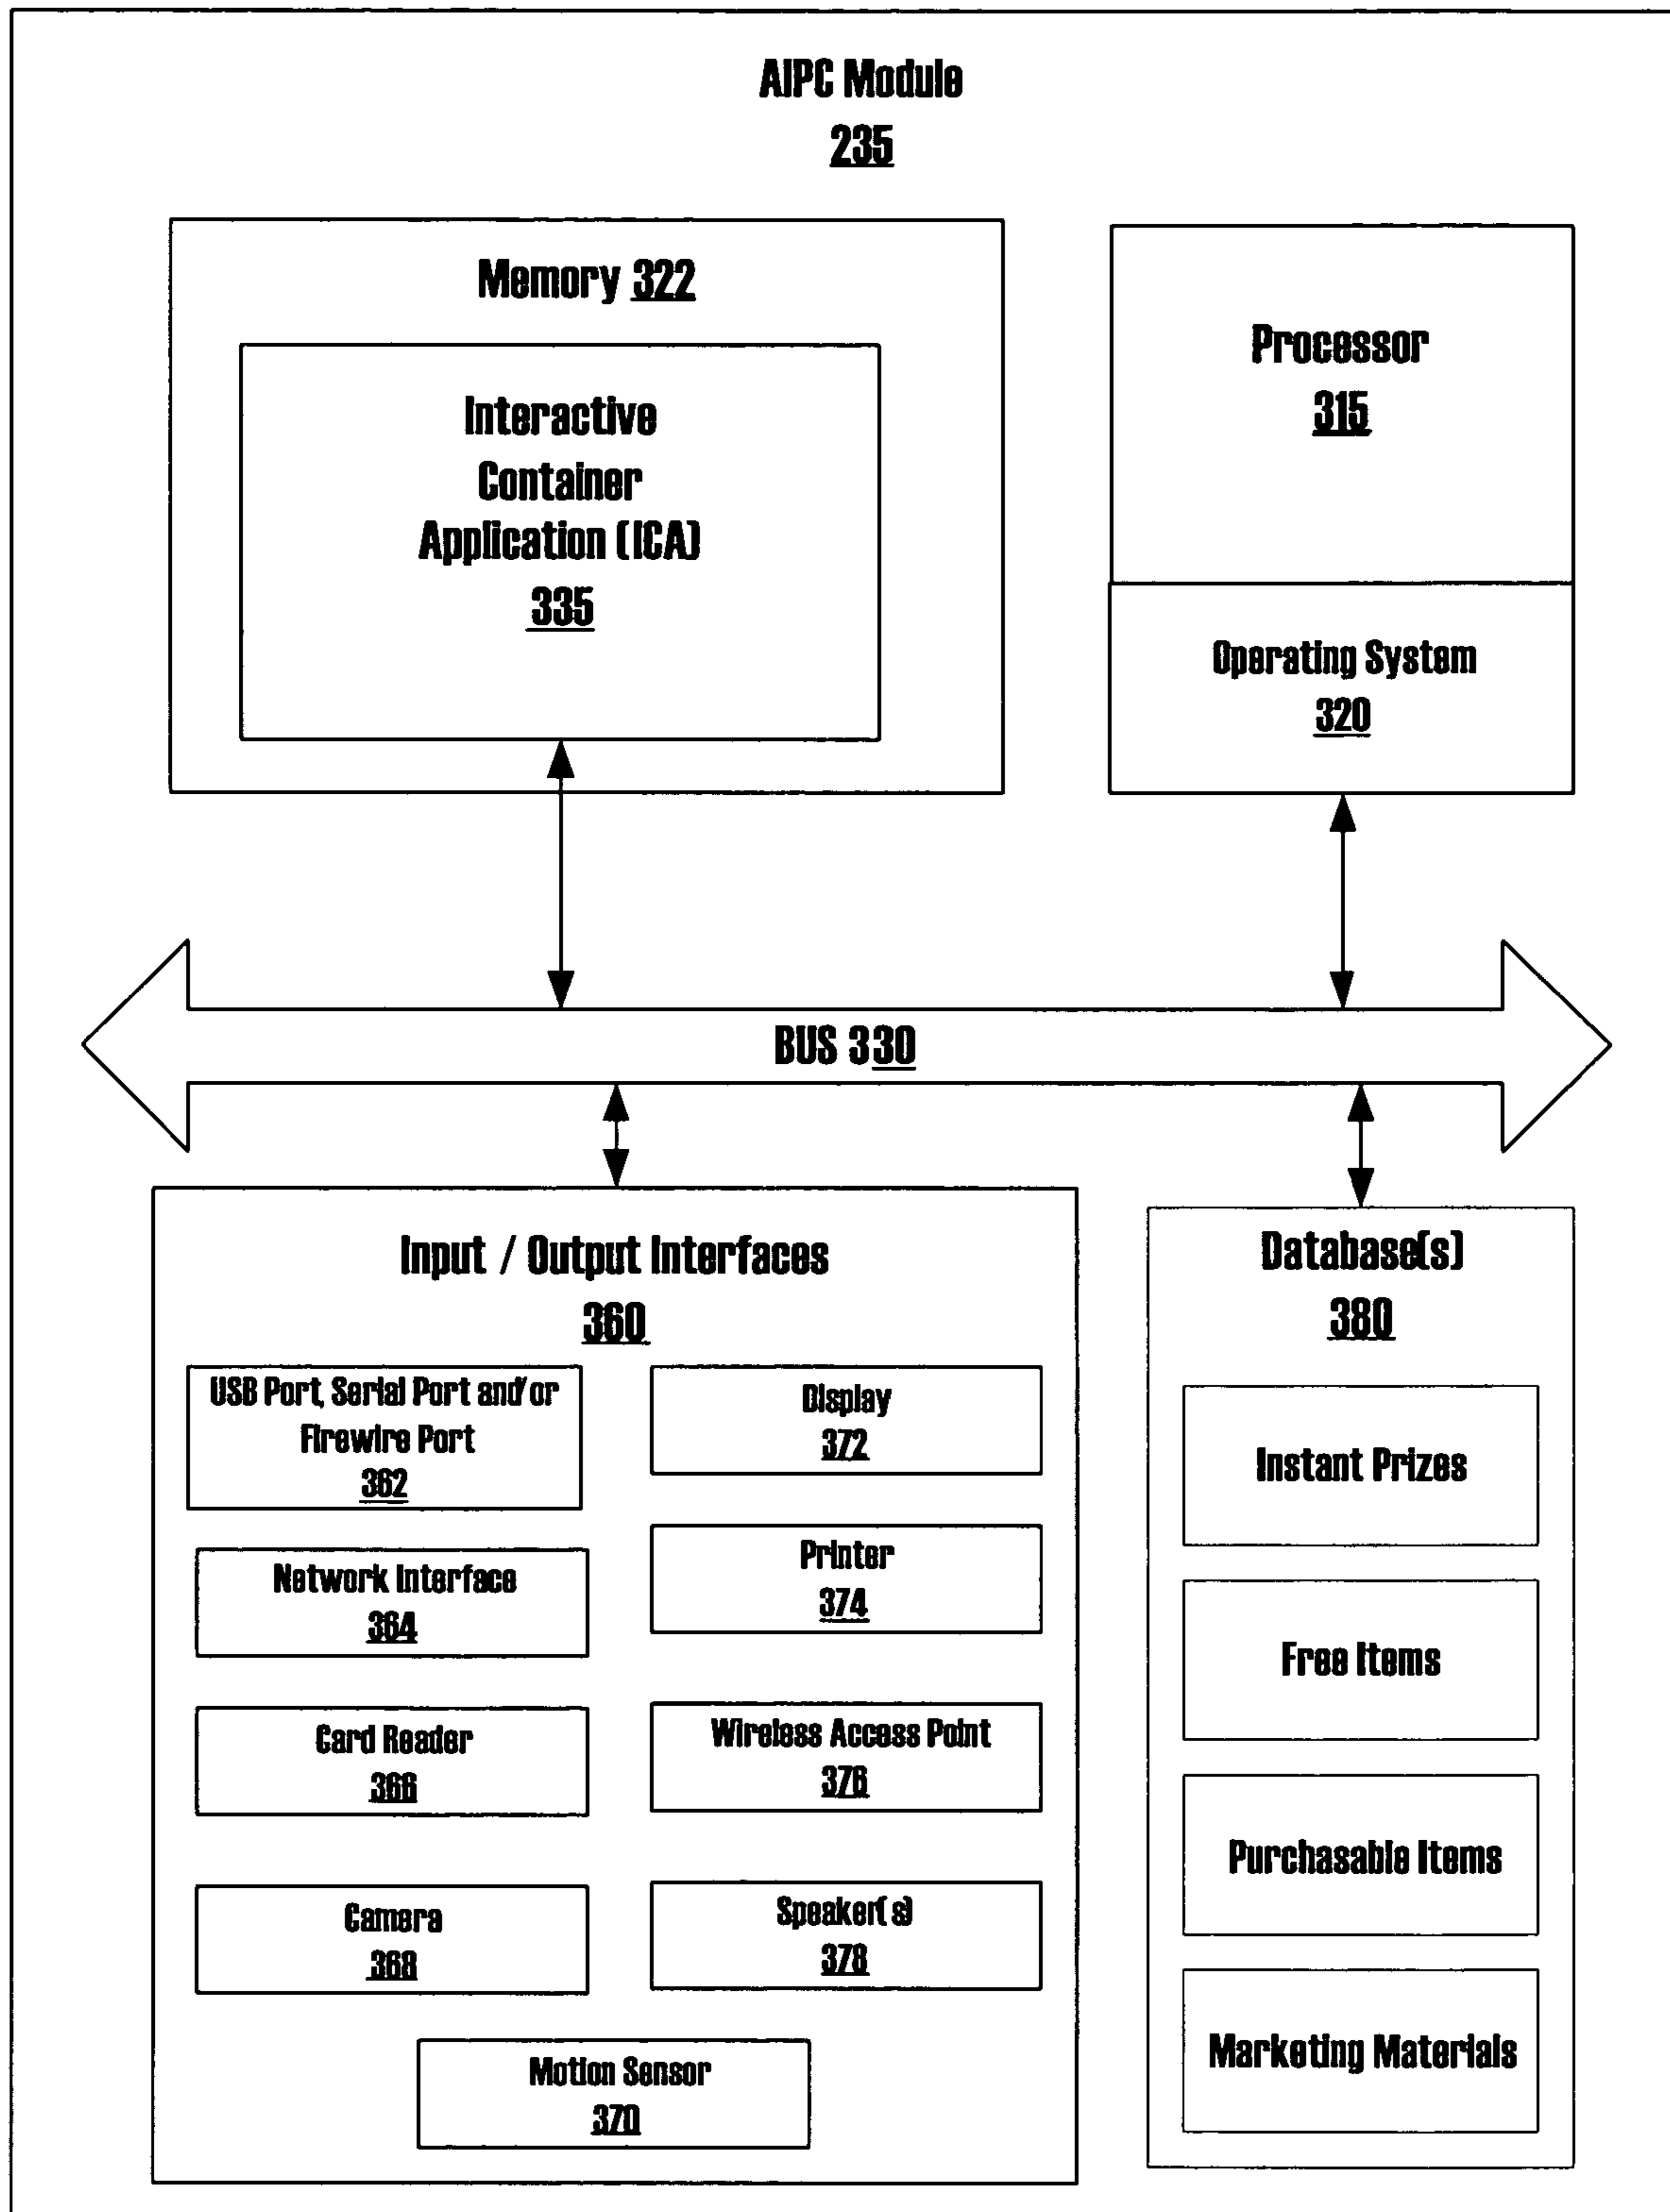 AIPC Module
235
Memory 322
Interactive
Container
Application (ICA)
335
Processor
315
Operating System
320
BUS 330
Input / Output Interfaces
360
USB Port, Serial Port and/or
Firewire Port
362
Network Interface
364
Card Reader
366
Camera
368
Display
372
Printer
374
Wireless Access Point
376
Speaker(s)
378
Motion Sensor
370
Database(s)
380
Instant Prizes
Free Items
Purchasable Items
Marketing Materials